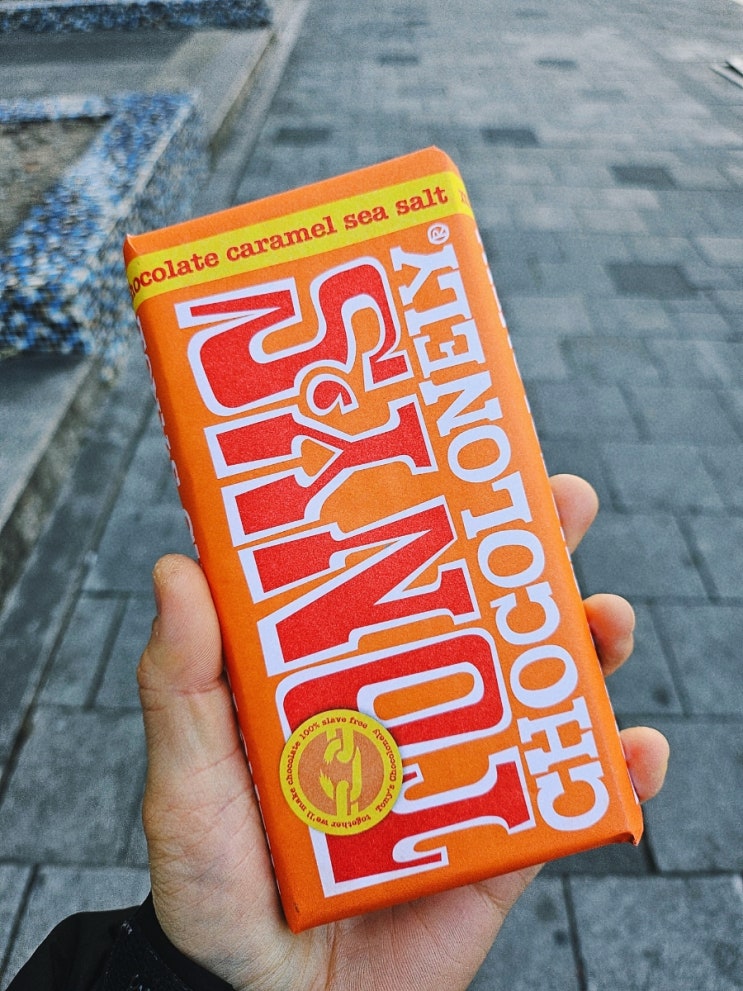 ocolate caramel sea salt
TONY'S
CHOCOLONELY®
together we'll make chocolate 100% slave free
Tony's Chocolonely